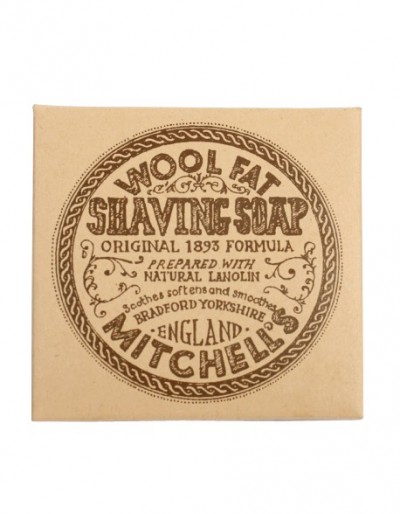 WOOL FAT
SHAVING SOAP
ORIGINAL 1893 FORMULA
PREPARED WITH
NATURAL LANOLIN
Soothes softens and smoothes
BRADFORD YORKSHIRE
· ENGLAND ·
MITCHELL'S